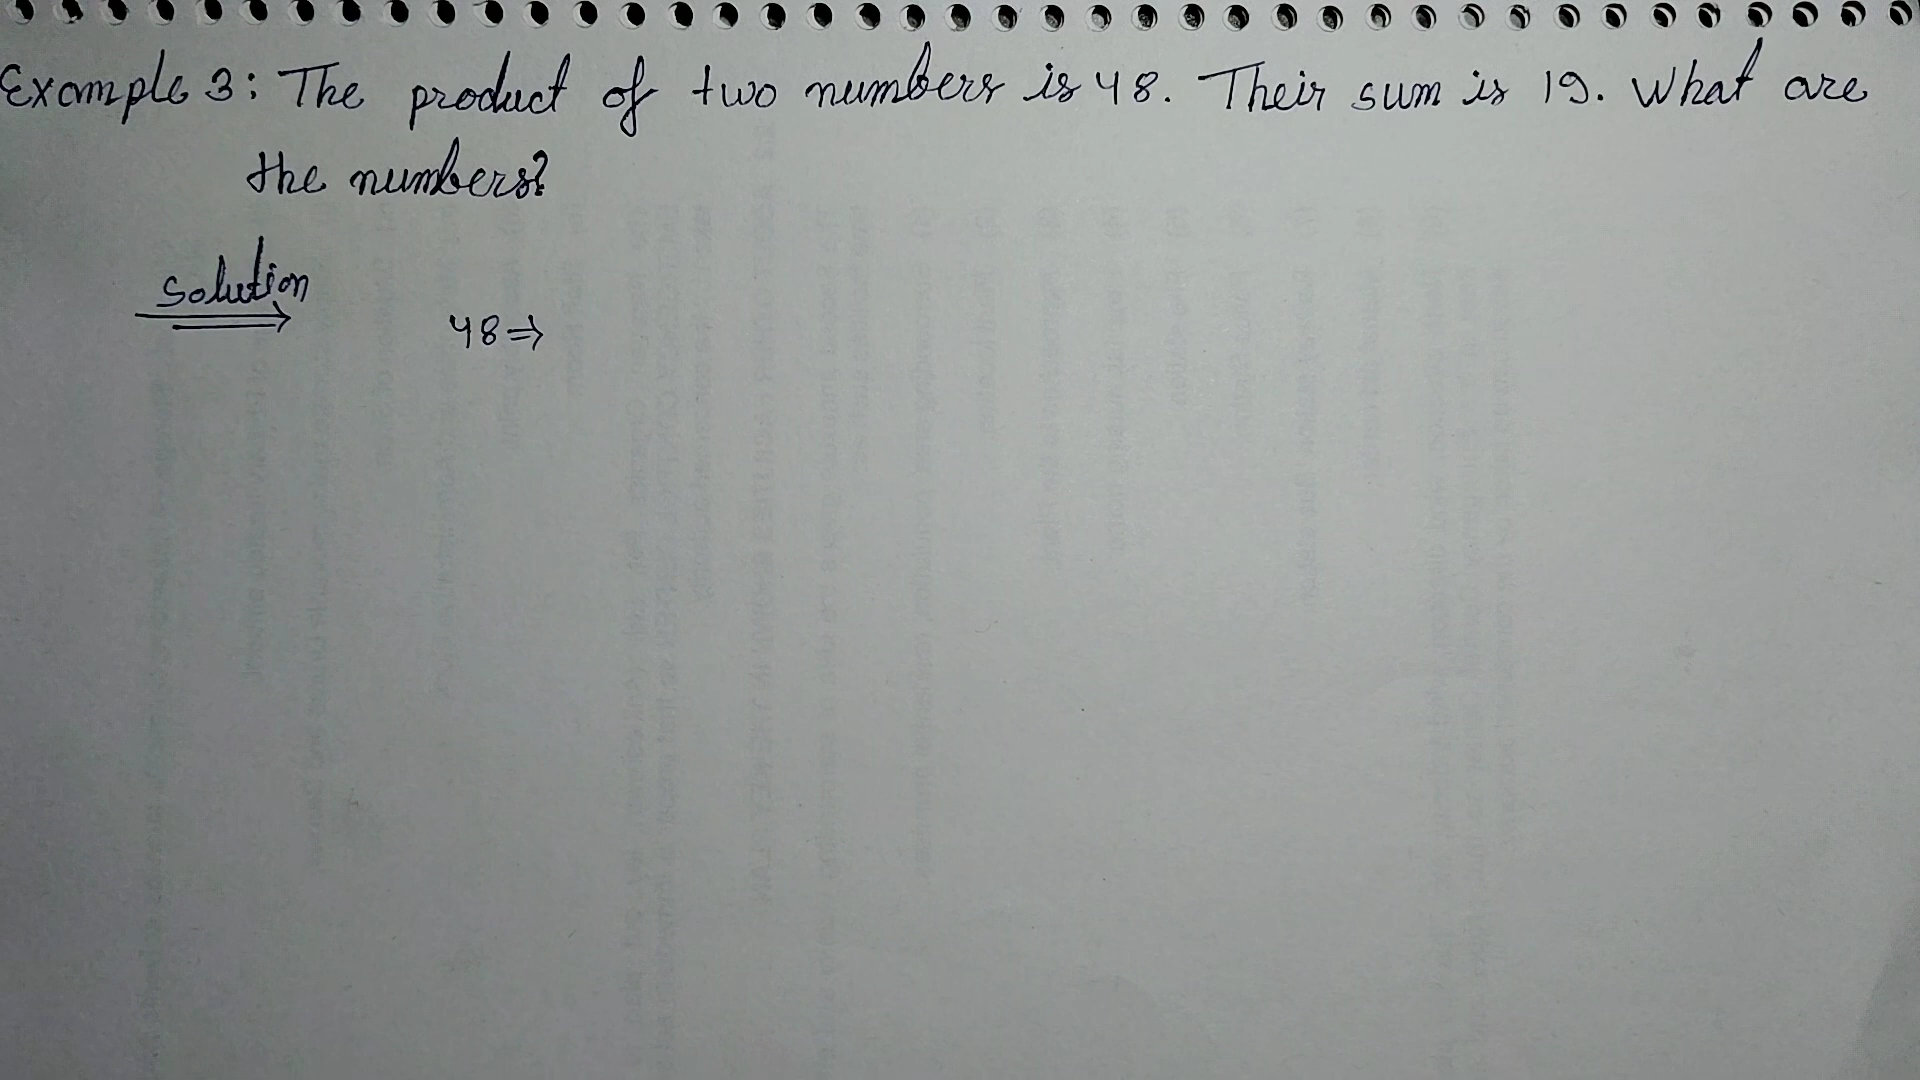 Example 3: The product of two numbers is 48. Their sum is 19. What are
the numbers?
Solution
48⇒